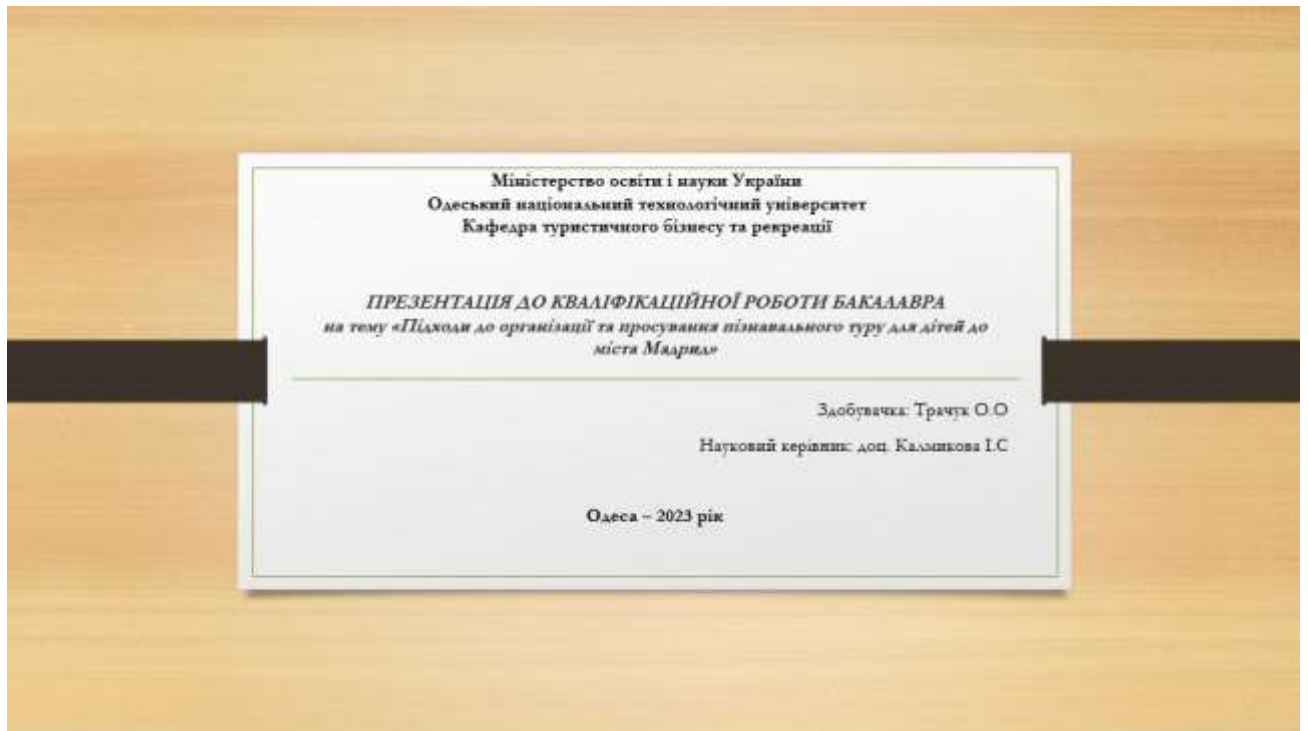 Міністерство освіти і науки України
Одеський національний технологічний університет
Кафедра туристичного бізнесу та рекреації
ПРЕЗЕНТАЦІЯ ДО КВАЛІФІКАЦІЙНОЇ РОБОТИ БАКАЛАВРА
на тему «Підходи до організації та просування пізнавального туру для дітей до
міста Мадрид»
Здобувачка: Трачук О.О
Науковий керівник: доц. Калмикова І.С
Одеса – 2023 рік